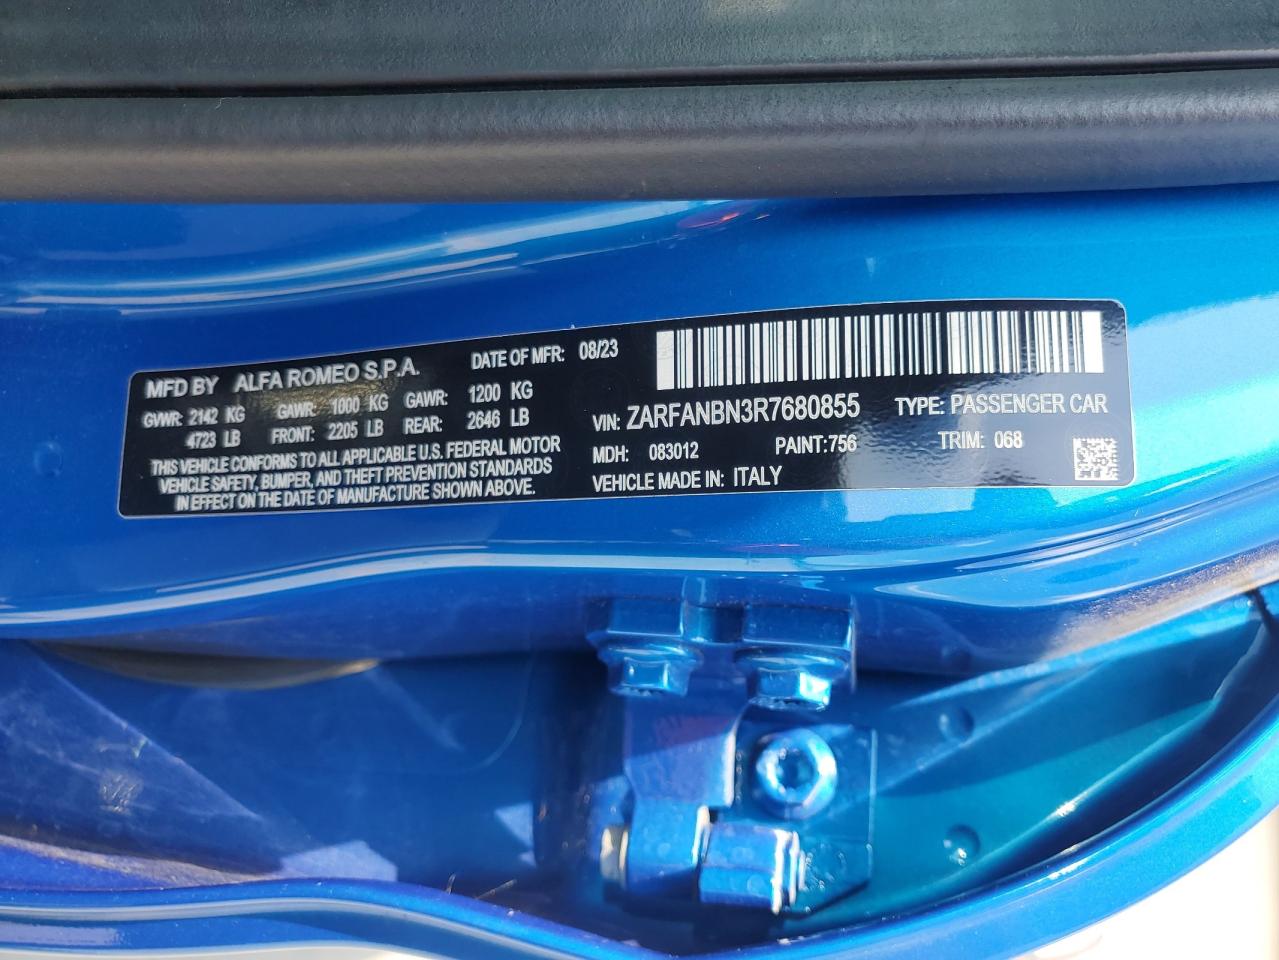 MFD BY ALFA ROMEO S.P.A. DATE OF MFR: 08/23
GVWR: 2142 KG GAWR: 1000 KG GAWR: 1200 KG
4723 LB FRONT: 2205 LB REAR: 2646 LB
THIS VEHICLE CONFORMS TO ALL APPLICABLE U.S. FEDERAL MOTOR
VEHICLE SAFETY, BUMPER, AND THEFT PREVENTION STANDARDS
IN EFFECT ON THE DATE OF MANUFACTURE SHOWN ABOVE.
VIN: ZARFANBN3R7680855 TYPE: PASSENGER CAR
MDH: 083012 PAINT:756 TRIM: 068
VEHICLE MADE IN: ITALY